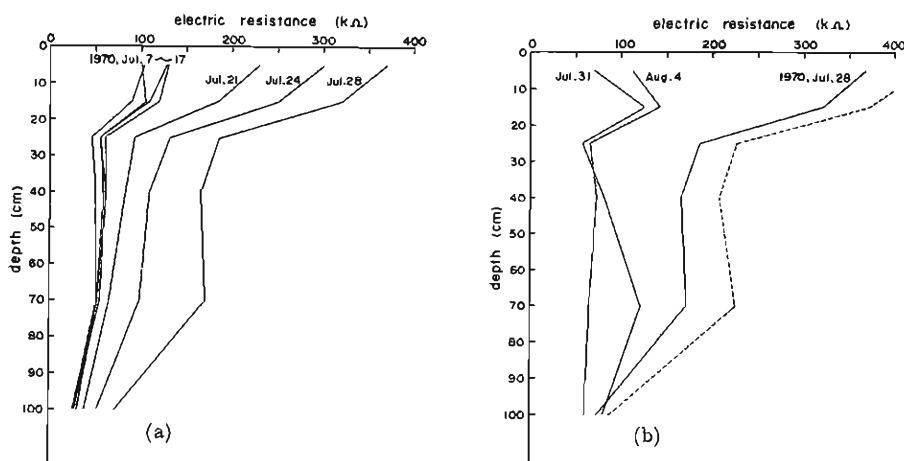 electric resistance (kΩ)
0 100 200 300 400
0
10
20
30
40
50
60
70
80
90
100
depth (cm)
1970, Jul. 7 ~ 17
Jul. 21
Jul. 24
Jul. 28
(a)
electric resistance (kΩ)
0 100 200 300 400
0
10
20
30
40
50
60
70
80
90
100
depth (cm)
Jul. 31
Aug. 4
1970, Jul. 28
(b)